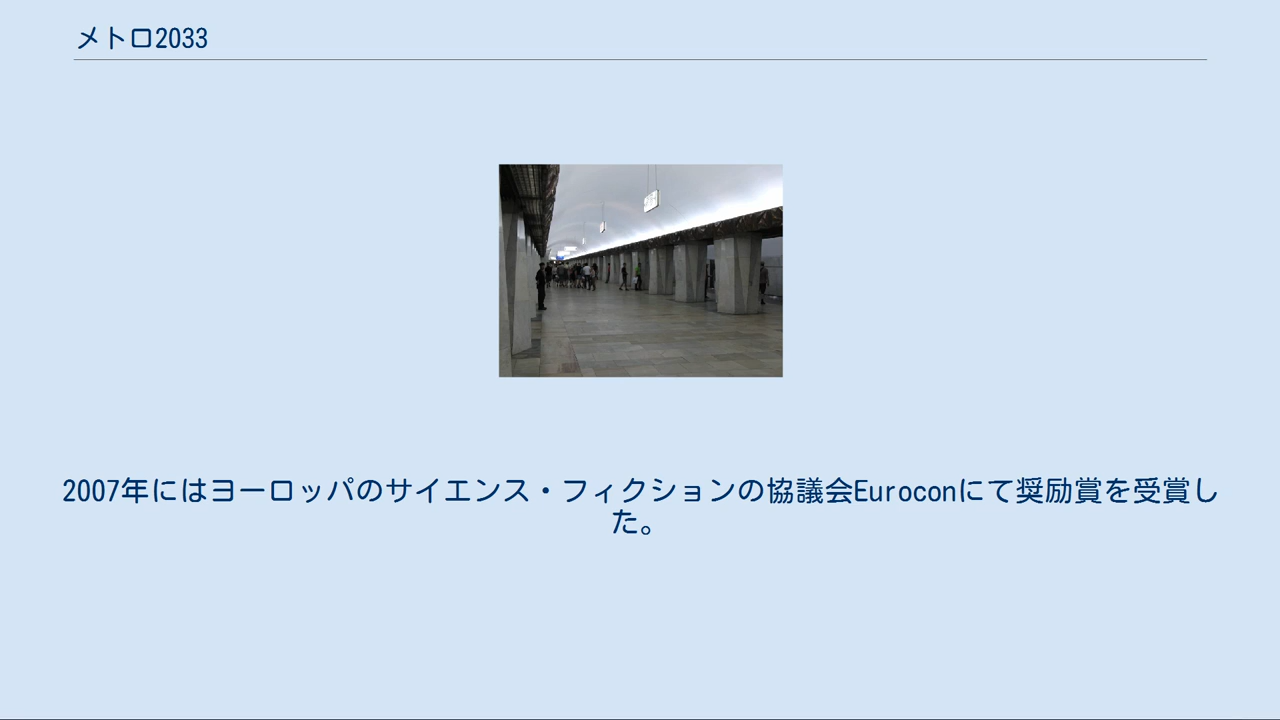 メトロ2033
2007年にはヨーロッパのサイエンス・フィクションの協議会Euroconにて奨励賞を受賞し
た。